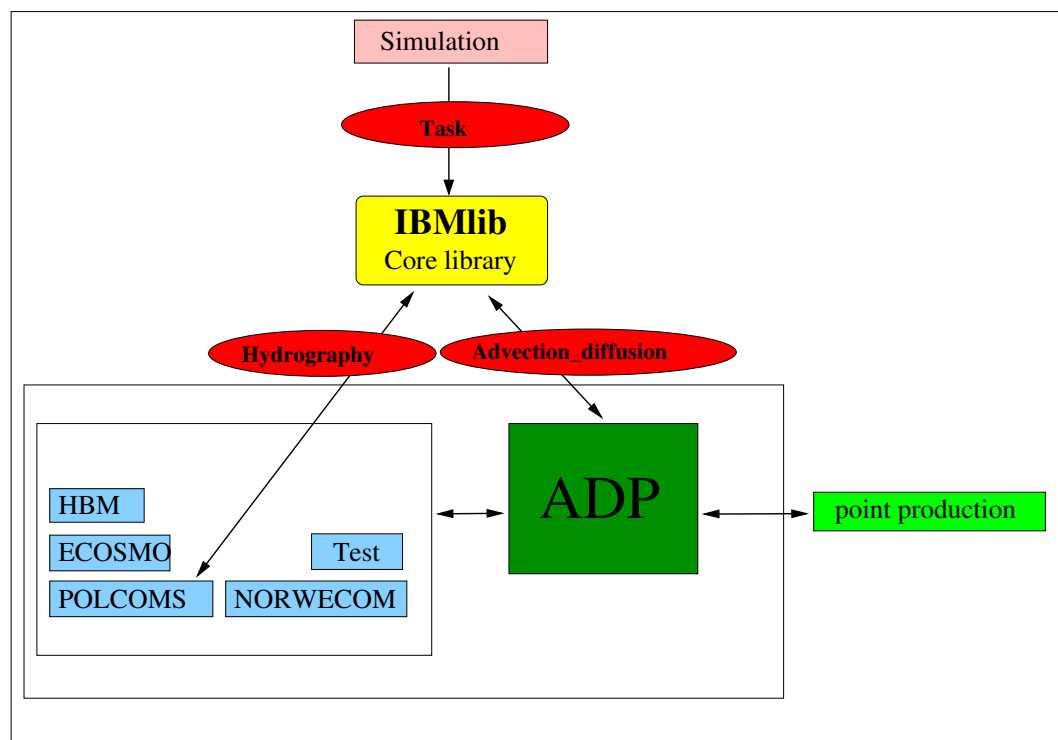 Simulation
Task
IBMlib
Core library
Hydrography
Advection_diffusion
ADP
HBM
point production
ECOSMO
Test
POLCOMS
NORWECOM